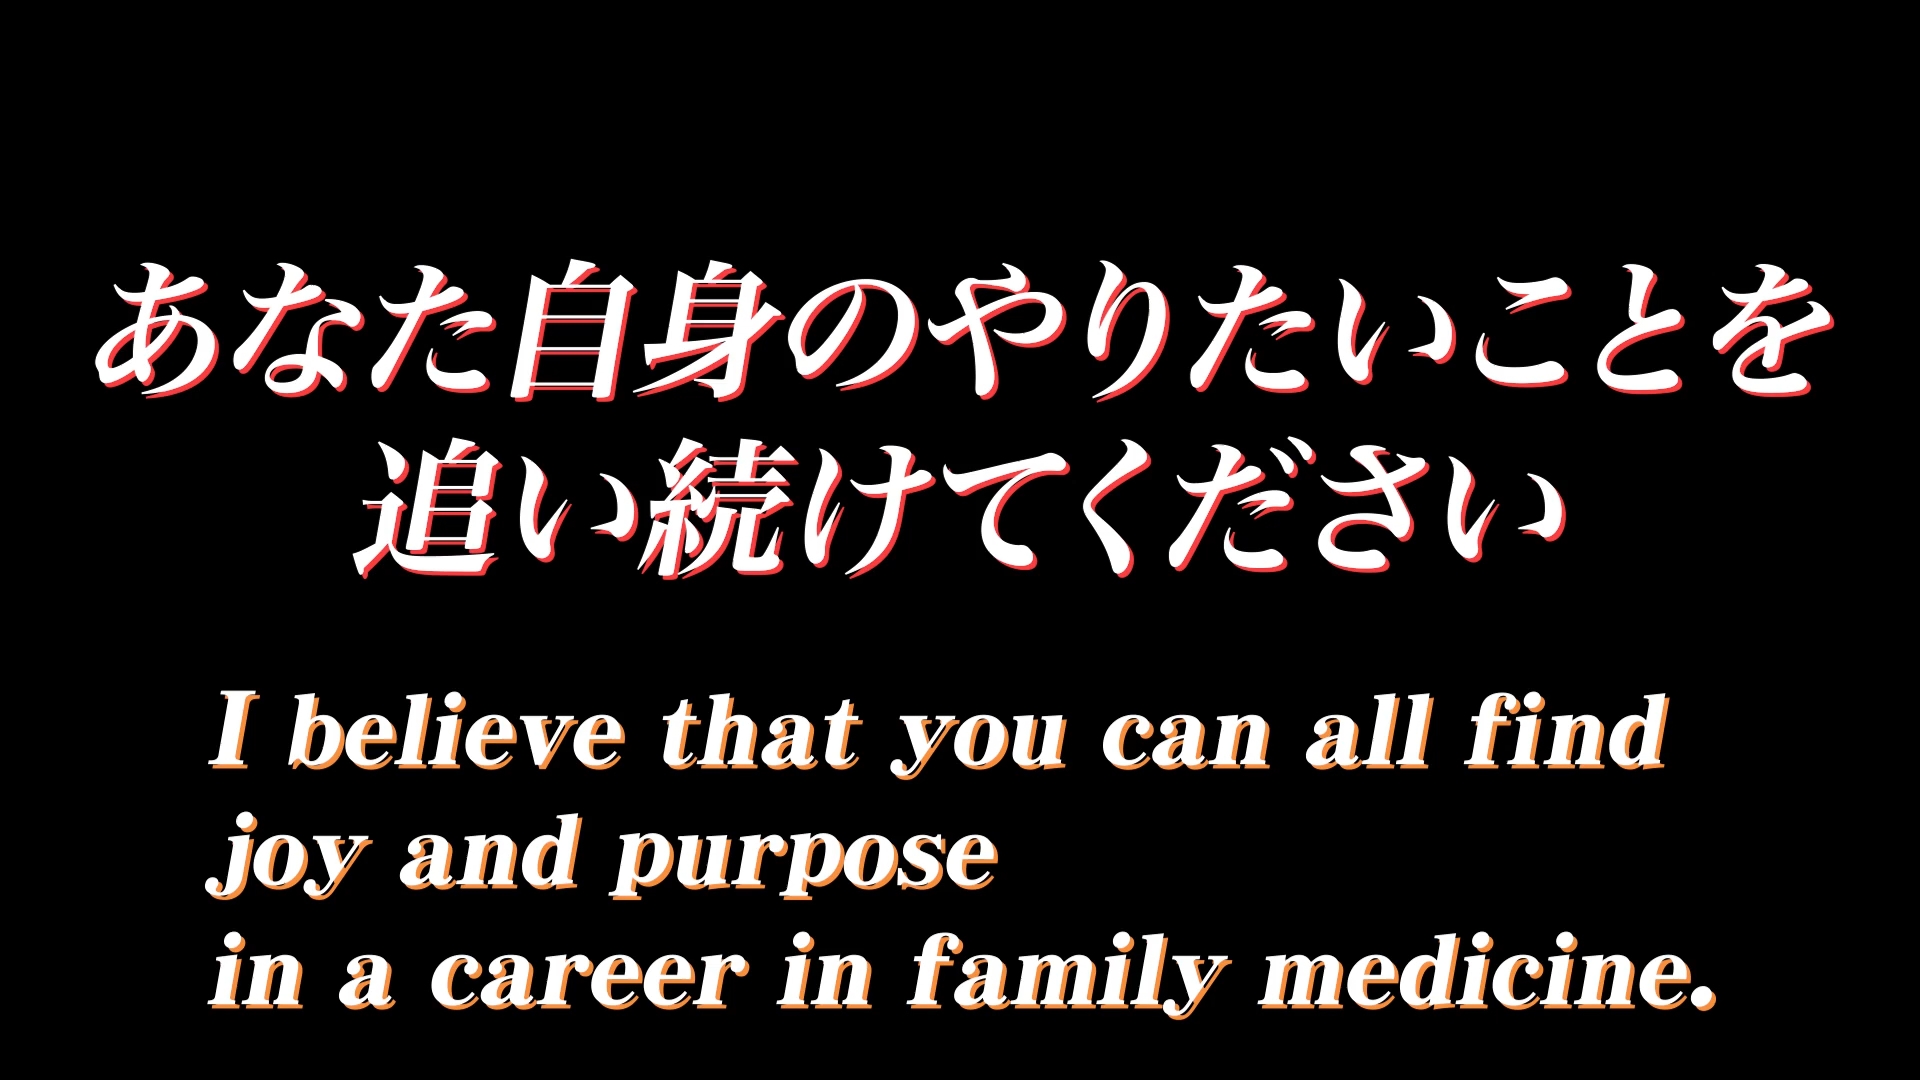 あなた自身のやりたいことを
追い続けてください
I believe that you can all find
joy and purpose
in a career in family medicine.